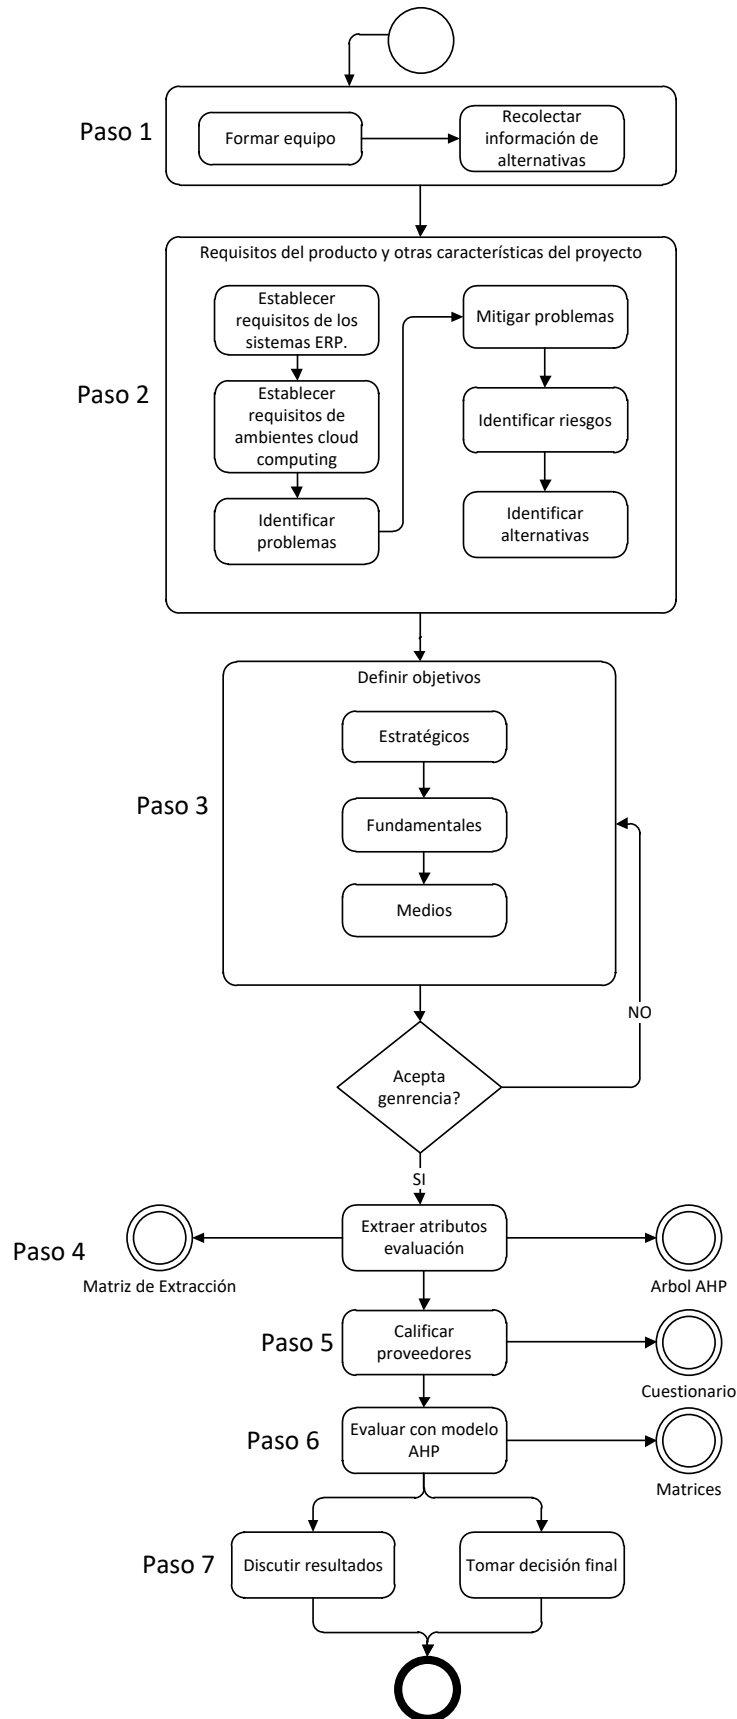 Paso 1
Formar equipo
Recolectar
información de
alternativas
Requisitos del producto y otras características del proyecto
Paso 2
Establecer
requisitos de los
sistemas ERP.
Establecer
requisitos de
ambientes cloud
computing
Identificar
problemas
Mitigar problemas
Identificar riesgos
Identificar
alternativas
Definir objetivos
Paso 3
Estratégicos
Fundamentales
Medios
NO
Acepta
genrencia?
SI
Paso 4
Matriz de Extracción
Extraer atributos
evaluación
Arbol AHP
Paso 5
Calificar
proveedores
Cuestionario
Paso 6
Evaluar con modelo
AHP
Matrices
Paso 7
Discutir resultados
Tomar decisión final